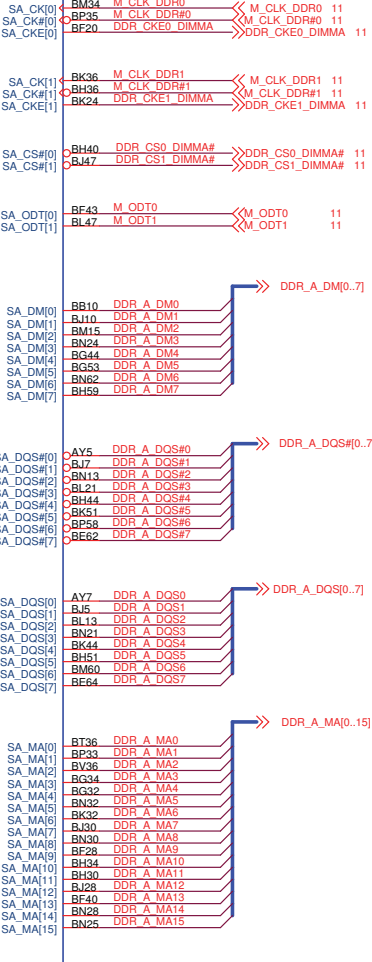 SA_CK[0] BM34 M_CLK_DDR0 M_CLK_DDR0 11
SA_CK#[0] BP35 M_CLK_DDR#0 M_CLK_DDR#0 11
SA_CKE[0] BF20 DDR_CKE0_DIMMA DDR_CKE0_DIMMA 11
SA_CK[1] BK36 M_CLK_DDR1 M_CLK_DDR1 11
SA_CK#[1] BH36 M_CLK_DDR#1 M_CLK_DDR#1 11
SA_CKE[1] BK24 DDR_CKE1_DIMMA DDR_CKE1_DIMMA 11
SA_CS#[0] BH40 DDR_CS0_DIMMA# DDR_CS0_DIMMA# 11
SA_CS#[1] BJ47 DDR_CS1_DIMMA# DDR_CS1_DIMMA# 11
SA_ODT[0] BF43 M_ODT0 M_ODT0 11
SA_ODT[1] BL47 M_ODT1 M_ODT1 11
DDR_A_DM[0..7]
SA_DM[0] BB10 DDR_A_DM0
SA_DM[1] BJ10 DDR_A_DM1
SA_DM[2] BM15 DDR_A_DM2
SA_DM[3] BN24 DDR_A_DM3
SA_DM[4] BG44 DDR_A_DM4
SA_DM[5] BG53 DDR_A_DM5
SA_DM[6] BN62 DDR_A_DM6
SA_DM[7] BH59 DDR_A_DM7
DDR_A_DQS#[0..7
SA_DQS#[0] AY5 DDR_A_DQS#0
SA_DQS#[1] BJ7 DDR_A_DQS#1
SA_DQS#[2] BN13 DDR_A_DQS#2
SA_DQS#[3] BL21 DDR_A_DQS#3
SA_DQS#[4] BH44 DDR_A_DQS#4
SA_DQS#[5] BK51 DDR_A_DQS#5
SA_DQS#[6] BP58 DDR_A_DQS#6
SA_DQS#[7] BE62 DDR_A_DQS#7
DDR_A_DQS[0..7]
SA_DQS[0] AY7 DDR_A_DQS0
SA_DQS[1] BJ5 DDR_A_DQS1
SA_DQS[2] BL13 DDR_A_DQS2
SA_DQS[3] BN21 DDR_A_DQS3
SA_DQS[4] BK44 DDR_A_DQS4
SA_DQS[5] BH51 DDR_A_DQS5
SA_DQS[6] BM60 DDR_A_DQS6
SA_DQS[7] BE64 DDR_A_DQS7
DDR_A_MA[0..15]
SA_MA[0] BT36 DDR_A_MA0
SA_MA[1] BP33 DDR_A_MA1
SA_MA[2] BV36 DDR_A_MA2
SA_MA[3] BG34 DDR_A_MA3
SA_MA[4] BG32 DDR_A_MA4
SA_MA[5] BN32 DDR_A_MA5
SA_MA[6] BK32 DDR_A_MA6
SA_MA[7] BJ30 DDR_A_MA7
SA_MA[8] BN30 DDR_A_MA8
SA_MA[9] BF28 DDR_A_MA9
SA_MA[10] BH34 DDR_A_MA10
SA_MA[11] BH30 DDR_A_MA11
SA_MA[12] BJ28 DDR_A_MA12
SA_MA[13] BF40 DDR_A_MA13
SA_MA[14] BN28 DDR_A_MA14
SA_MA[15] BN25 DDR_A_MA15